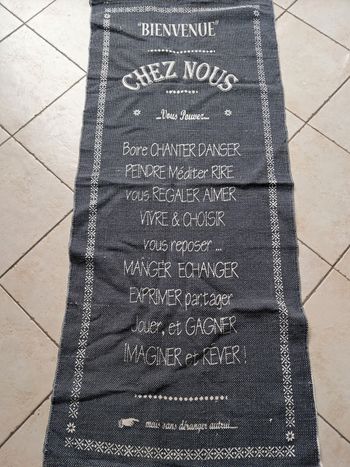 "BIENVENUE"
CHEZ NOUS
...Vous Pouvez...
Boire CHANTER DANSER
PEINDRE Méditer RIRE
vous REGALER AIMER
VIVRE & CHOISIR
vous reposer ...
MANGER ECHANGER
EXPRIMER partager
Jouer, et GAGNER
IMAGINER et REVER !
mais sans déranger autrui....